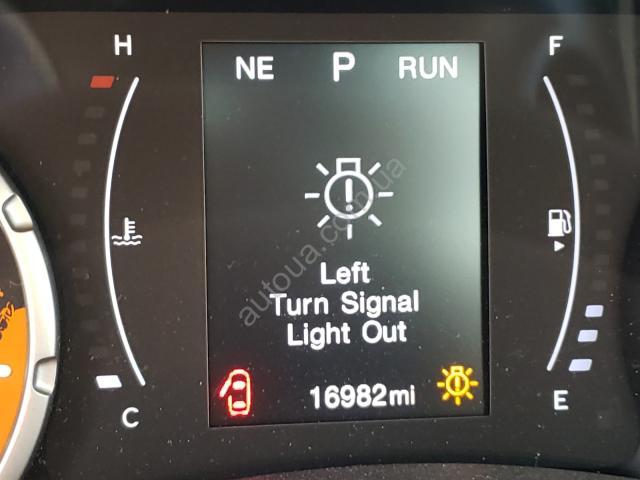 H
NE P RUN
F
Left
Turn Signal
Light Out
16982mi
C
E
autoua.com.ua